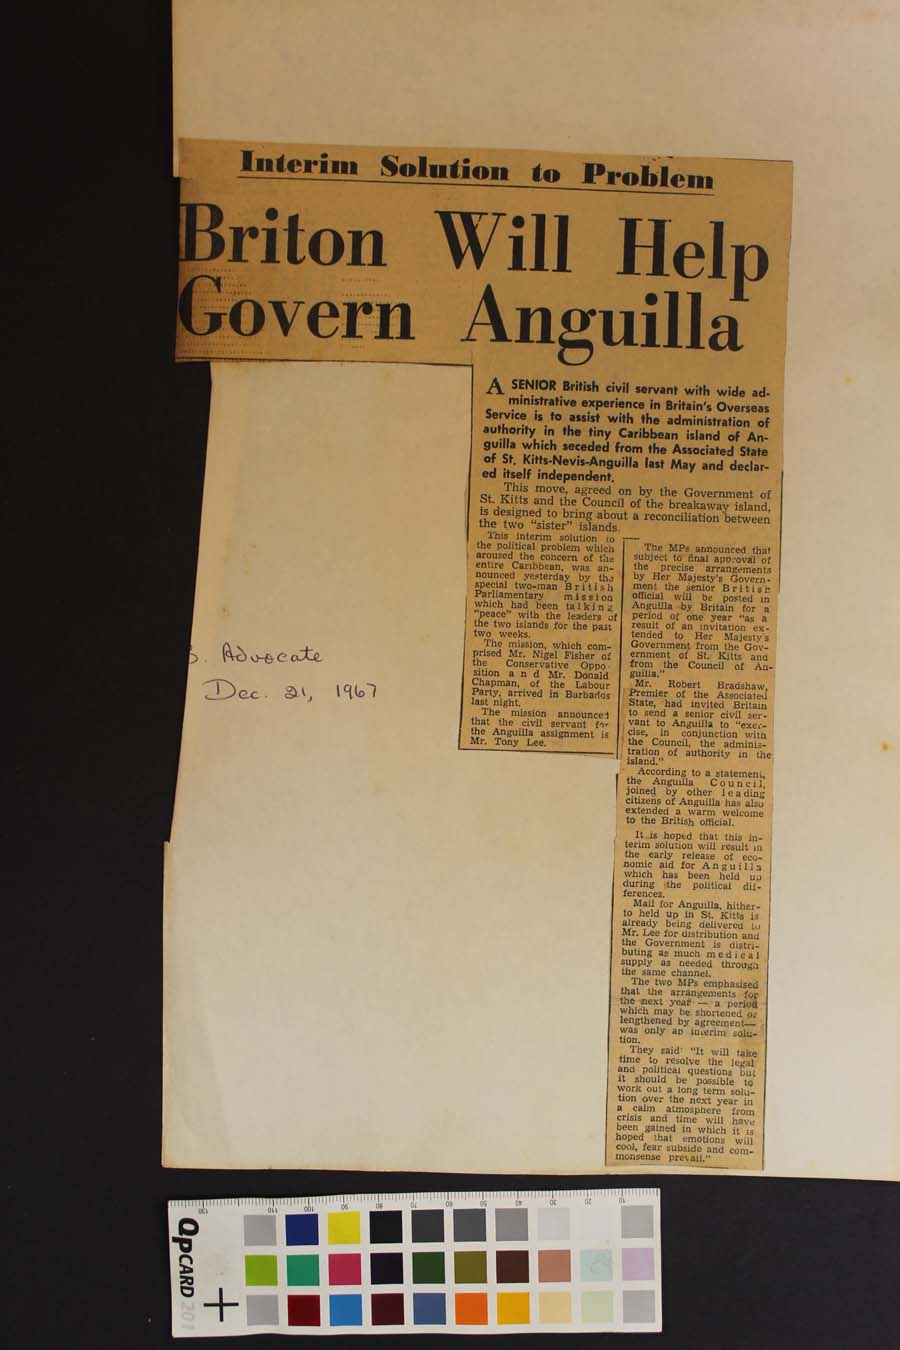 Interim Solution to Problem
Briton Will Help
Govern Anguilla
A SENIOR British civil servant with wide ad-
ministrative experience in Britain's Overseas
Service is to assist with the administration of
authority in the tiny Caribbean island of An-
guilla which seceded from the Associated State
of St. Kitts-Nevis-Anguilla last May and declar-
ed itself independent.
This move, agreed on by the Government of
St. Kitts and the Council of the breakaway island,
is designed to bring about a reconciliation between
the two "sister" islands.
This interim solution to
the political problem which
aroused the concern of the
entire Caribbean, was an-
nounced yesterday by the
special two-man British
Parliamentary mission
which had been talking
"peace" with the leaders of
the two islands for the past
two weeks.
The mission, which com-
prised Mr. Nigel Fisher of
the Conservative Oppo-
sition and Mr. Donald
Chapman, of the Labour
Party, arrived in Barbados
last night.
The mission announced
that the civil servant for
the Anguilla assignment is
Mr. Tony Lee.
The MPs announced that
subject to final approval of
the precise arrangements
by Her Majesty's Govern-
ment the senior British
official will be posted in
Anguilla by Britain for a
period of one year "as a
result of an invitation ex-
tended to Her Majesty's
Government from the Gov-
ernment of St. Kitts and
from the Council of An-
guilla."
Mr. Robert Bradshaw,
Premier of the Associated
State, had invited Britain
to send a senior civil ser-
vant to Anguilla to "exer-
cise, in conjunction with
the Council, the adminis-
tration of authority in the
island."
According to a statement,
the Anguilla Council,
joined by other leading
citizens of Anguilla has also
extended a warm welcome
to the British official.
It is hoped that this in-
terim solution will result in
the early release of eco-
nomic aid for Anguilla
which has been held up
during the political dif-
ferences.
Mail for Anguilla, hither-
to held up in St. Kitts is
already being delivered to
Mr. Lee for distribution and
the Government is distri-
buting as much medical
supply as needed through
the same channel.
The two MPs emphasised
that the arrangements for
the next year — a period
which may be shortened or
lengthened by agreement—
was only an interim solu-
tion.
They said: "It will take
time to resolve the legal
and political questions but
it should be possible to
work out a long term solu-
tion over the next year in
a calm atmosphere from
crisis and time will have
been gained in which it is
hoped that emotions will
cool, fear subside and com-
monsense prevail."
Advocate
Dec. 21, 1967
130 110 100 90 80 70 60 50 40 30 20 10
QPCARD 201